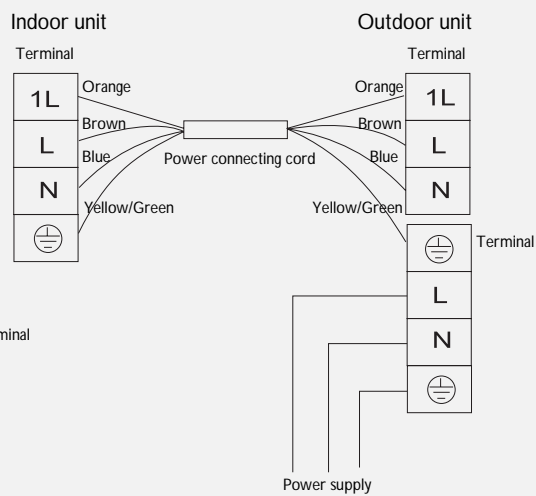 Indoor unit
Outdoor unit
Terminal
Terminal
1L
Orange
Orange
1L
L
Brown
Brown
L
Blue
Power connecting cord
Blue
N
N
Yellow/Green
Yellow/Green
Terminal
L
minal
N
Power supply